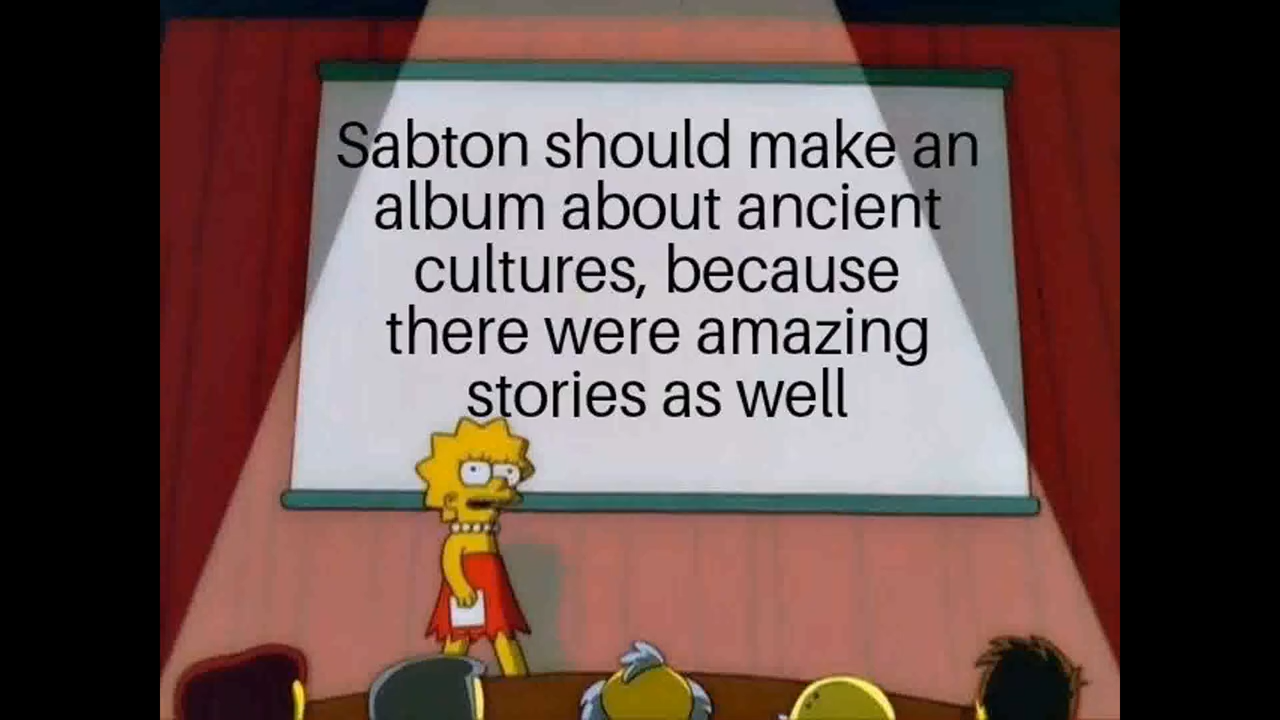 Sabton should make an
album about ancient
cultures, because
there were amazing
stories as well